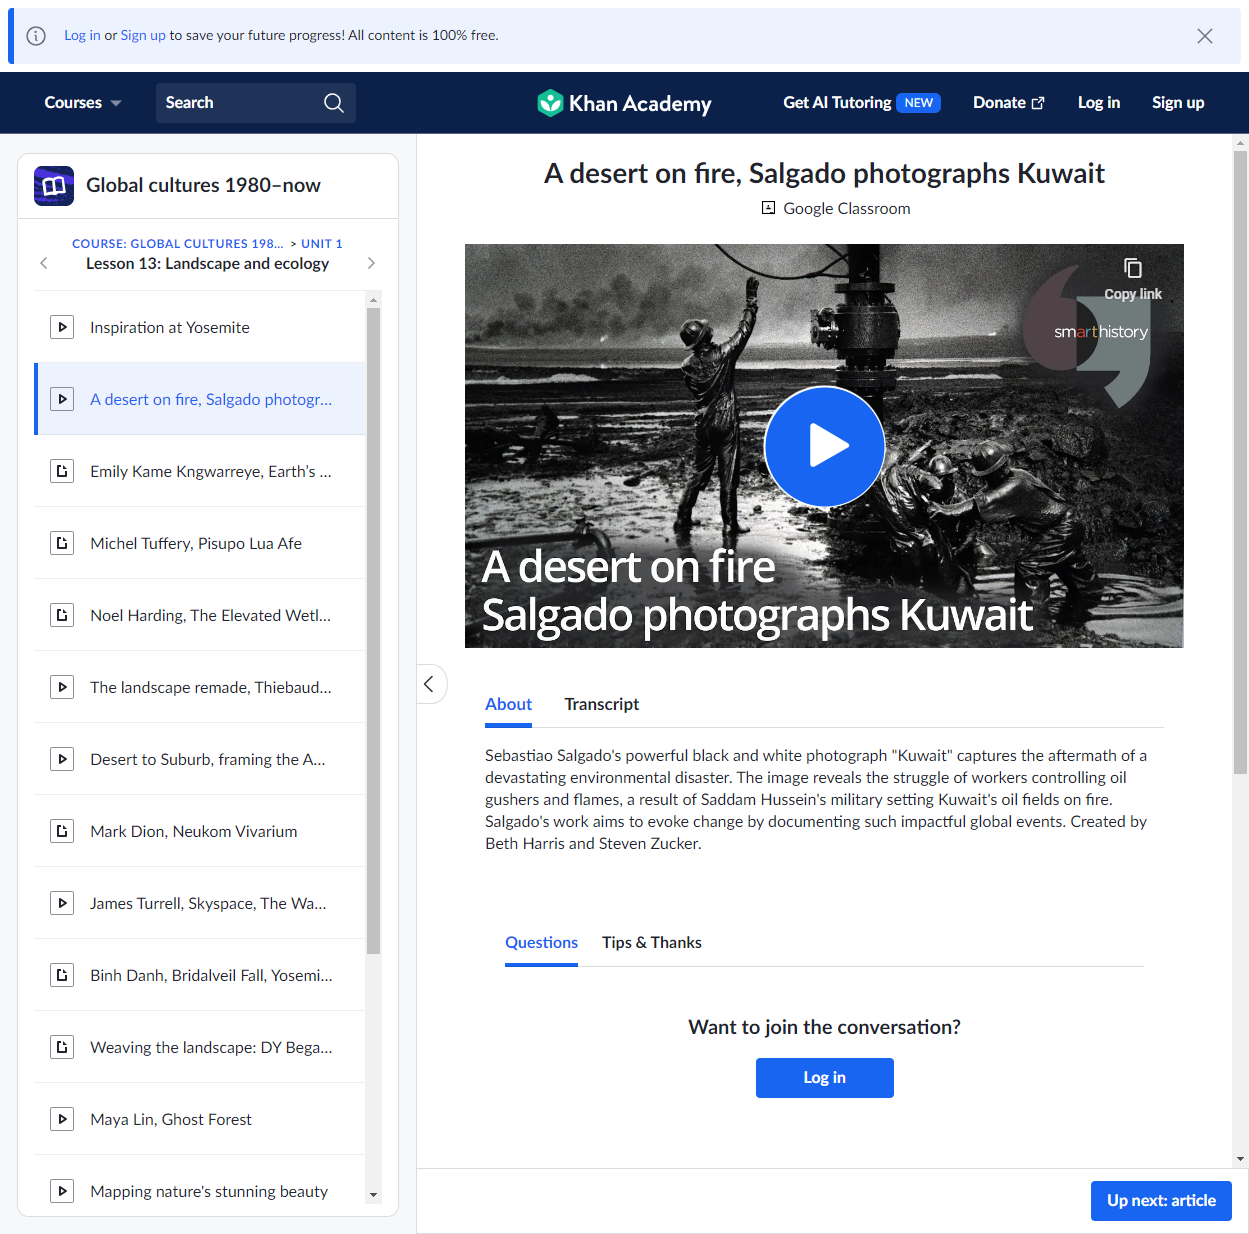 Log in or Sign up to save your future progress! All content is 100% free.
Courses
Search
Khan Academy
Get AI Tutoring NEW
Donate
Log in
Sign up
Global cultures 1980–now
COURSE: GLOBAL CULTURES 198... > UNIT 1
Lesson 13: Landscape and ecology
Inspiration at Yosemite
A desert on fire, Salgado photogr...
Emily Kame Kngwarreye, Earth’s ...
Michel Tuffery, Pisupo Lua Afe
Noel Harding, The Elevated Wetl...
The landscape remade, Thiebaud...
Desert to Suburb, framing the A...
Mark Dion, Neukom Vivarium
James Turrell, Skyspace, The Wa...
Binh Danh, Bridalveil Fall, Yosemi...
Weaving the landscape: DY Bega...
Maya Lin, Ghost Forest
Mapping nature's stunning beauty
A desert on fire, Salgado photographs Kuwait
Google Classroom
Copy link
smarthistory
A desert on fire
Salgado photographs Kuwait
About
Transcript
Sebastiao Salgado's powerful black and white photograph "Kuwait" captures the aftermath of a
devastating environmental disaster. The image reveals the struggle of workers controlling oil
gushers and flames, a result of Saddam Hussein's military setting Kuwait's oil fields on fire.
Salgado's work aims to evoke change by documenting such impactful global events. Created by
Beth Harris and Steven Zucker.
Questions
Tips & Thanks
Want to join the conversation?
Log in
Up next: article